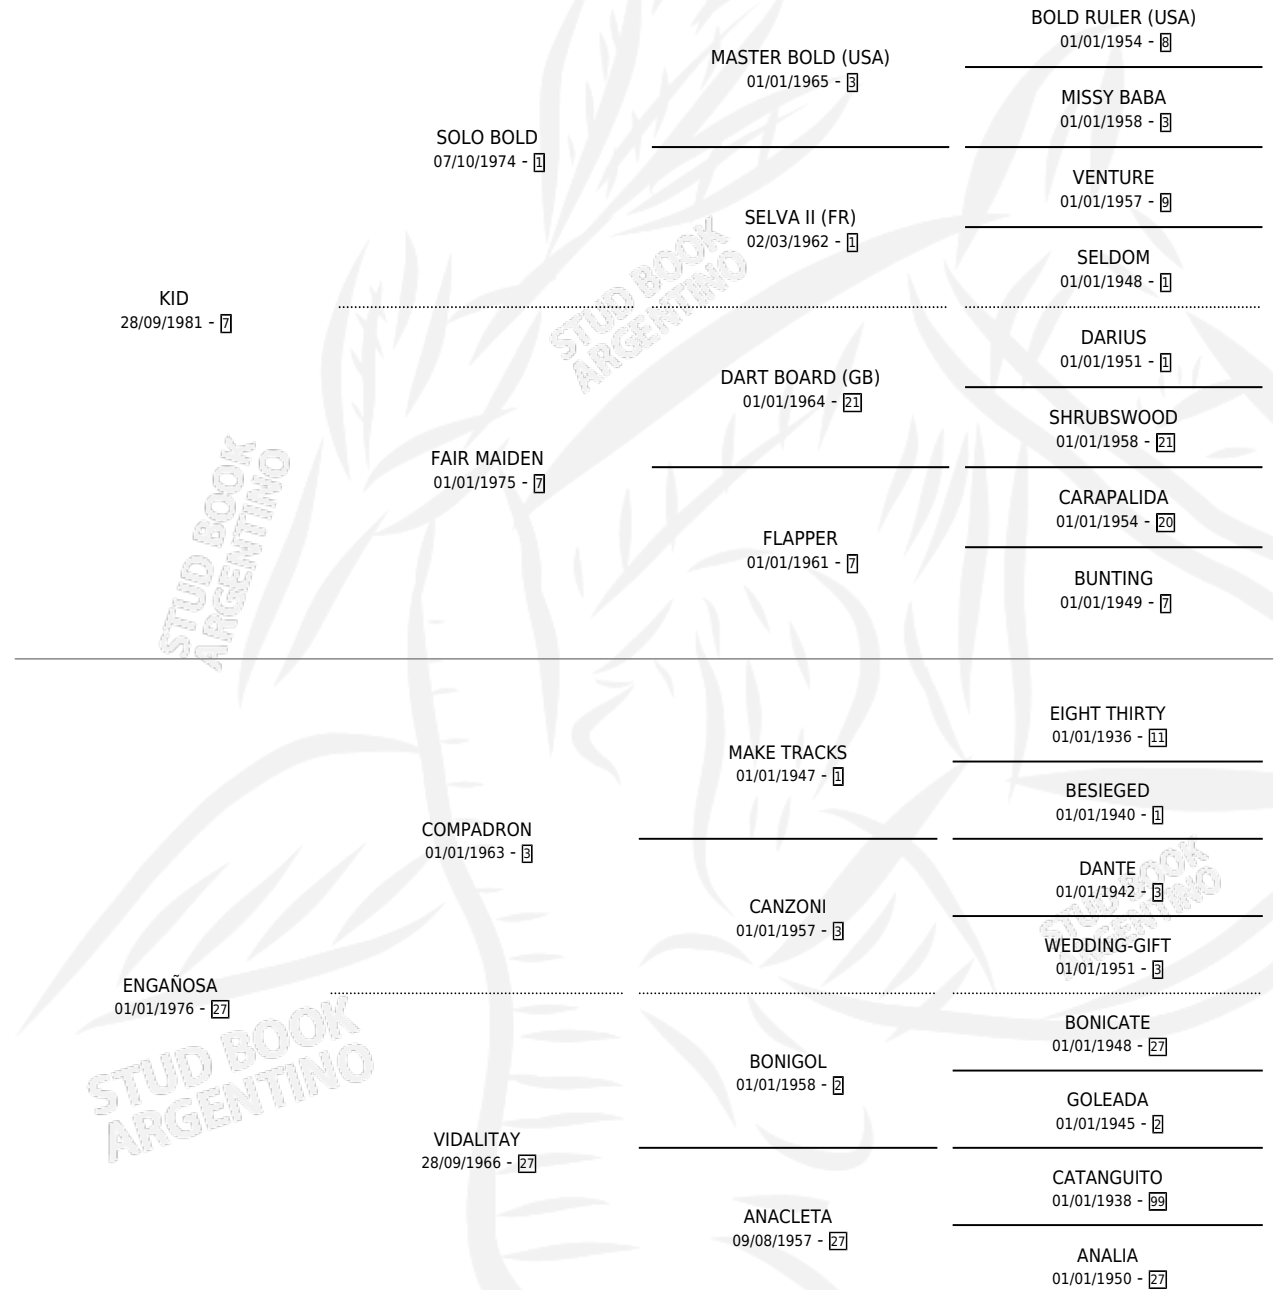 BOLD RULER (USA)
01/01/1954 - 8
MASTER BOLD (USA)
01/01/1965 - 3
MISSY BABA
01/01/1958 - 3
SOLO BOLD
07/10/1974 - 1
VENTURE
01/01/1957 - 9
SELVA II (FR)
02/03/1962 - 1
SELDOM
01/01/1948 - 1
KID
28/09/1981 - 7
DARIUS
01/01/1951 - 1
DART BOARD (GB)
01/01/1964 - 21
SHRUBSWOOD
01/01/1958 - 21
FAIR MAIDEN
01/01/1975 - 7
CARAPALIDA
01/01/1954 - 20
FLAPPER
01/01/1961 - 7
BUNTING
01/01/1949 - 7
EIGHT THIRTY
01/01/1936 - 11
MAKE TRACKS
01/01/1947 - 1
BESIEGED
01/01/1940 - 1
COMPADRON
01/01/1963 - 3
DANTE
01/01/1942 - 3
CANZONI
01/01/1957 - 3
WEDDING-GIFT
01/01/1951 - 3
ENGAÑOSA
01/01/1976 - 27
BONICATE
01/01/1948 - 27
BONIGOL
01/01/1958 - 2
GOLEADA
01/01/1945 - 2
VIDALITAY
28/09/1966 - 27
CATANGUITO
01/01/1938 - 99
ANACLETA
09/08/1957 - 27
ANALIA
01/01/1950 - 27
STUD BOOK
ARGENTINO
STUD BOOK
ARGENTINO
STUD BOOK
ARGENTINO
STUD BOOK
ARGENTINO